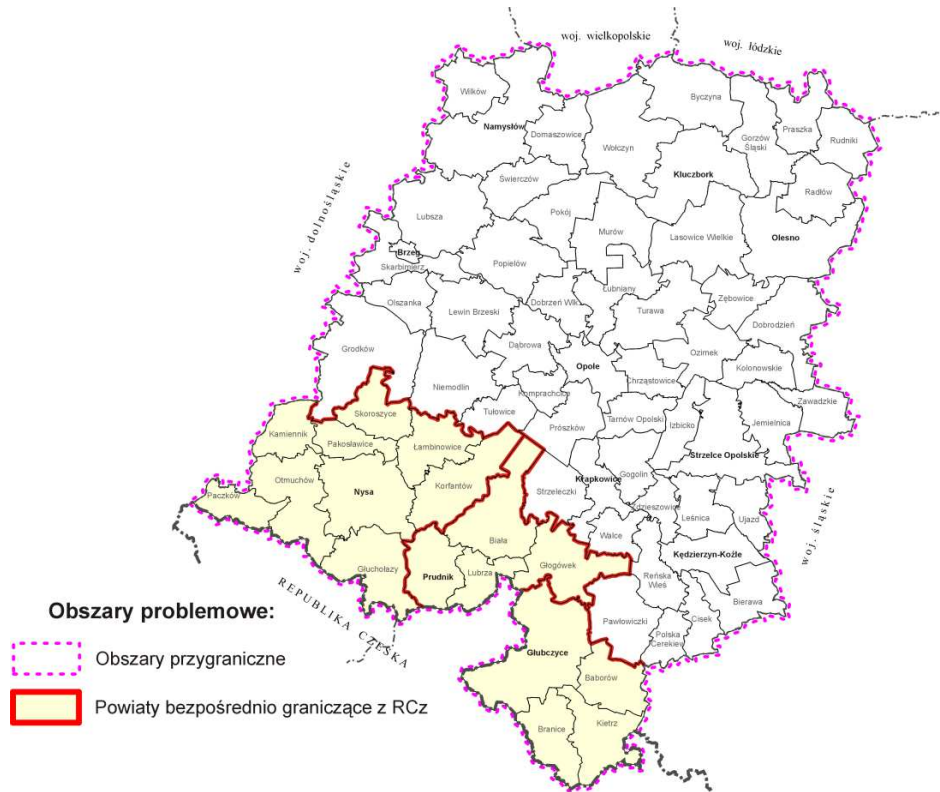 woj. wielkopolskie
woj. łódzkie
woj. dolnośląskie
woj. śląskie
REPUBLIKA CZESKA
Wilków
Namysłów
Domaszowice
Byczyna
Wołczyn
Gorzów
Śląski
Praszka
Rudniki
Kluczbork
Świerczów
Radłów
Lubsza
Pokój
Murów
Lasowice Wielkie
Olesno
Brzeg
Skarbimierz
Popielów
Olszanka
Lewin Brzeski
Dobrzeń Wlk.
Łubniany
Turawa
Zębowice
Dobrodzień
Grodków
Dąbrowa
Niemodlin
Komprachcice
Opole
Chrząstowice
Ozimek
Kolonowskie
Zawadzkie
Skoroszyce
Tułowice
Prószków
Tarnów Opolski
Izbicko
Jemielnica
Kamiennik
Pakosławice
Łambinowice
Strzelce Opolskie
Otmuchów
Nysa
Korfantów
Strzeleczki
Krapkowice
Gogolin
Zdzieszowice
Leśnica
Ujazd
Paczków
Biała
Walce
Kędzierzyn-Koźle
Głuchołazy
Prudnik
Lubrza
Głogówek
Reńska
Wieś
Bierawa
Pawłowiczki
Polska
Cerekiew
Cisek
Głubczyce
Baborów
Branice
Kietrz
Obszary problemowe:
Obszary przygraniczne
Powiaty bezpośrednio graniczące z RCz